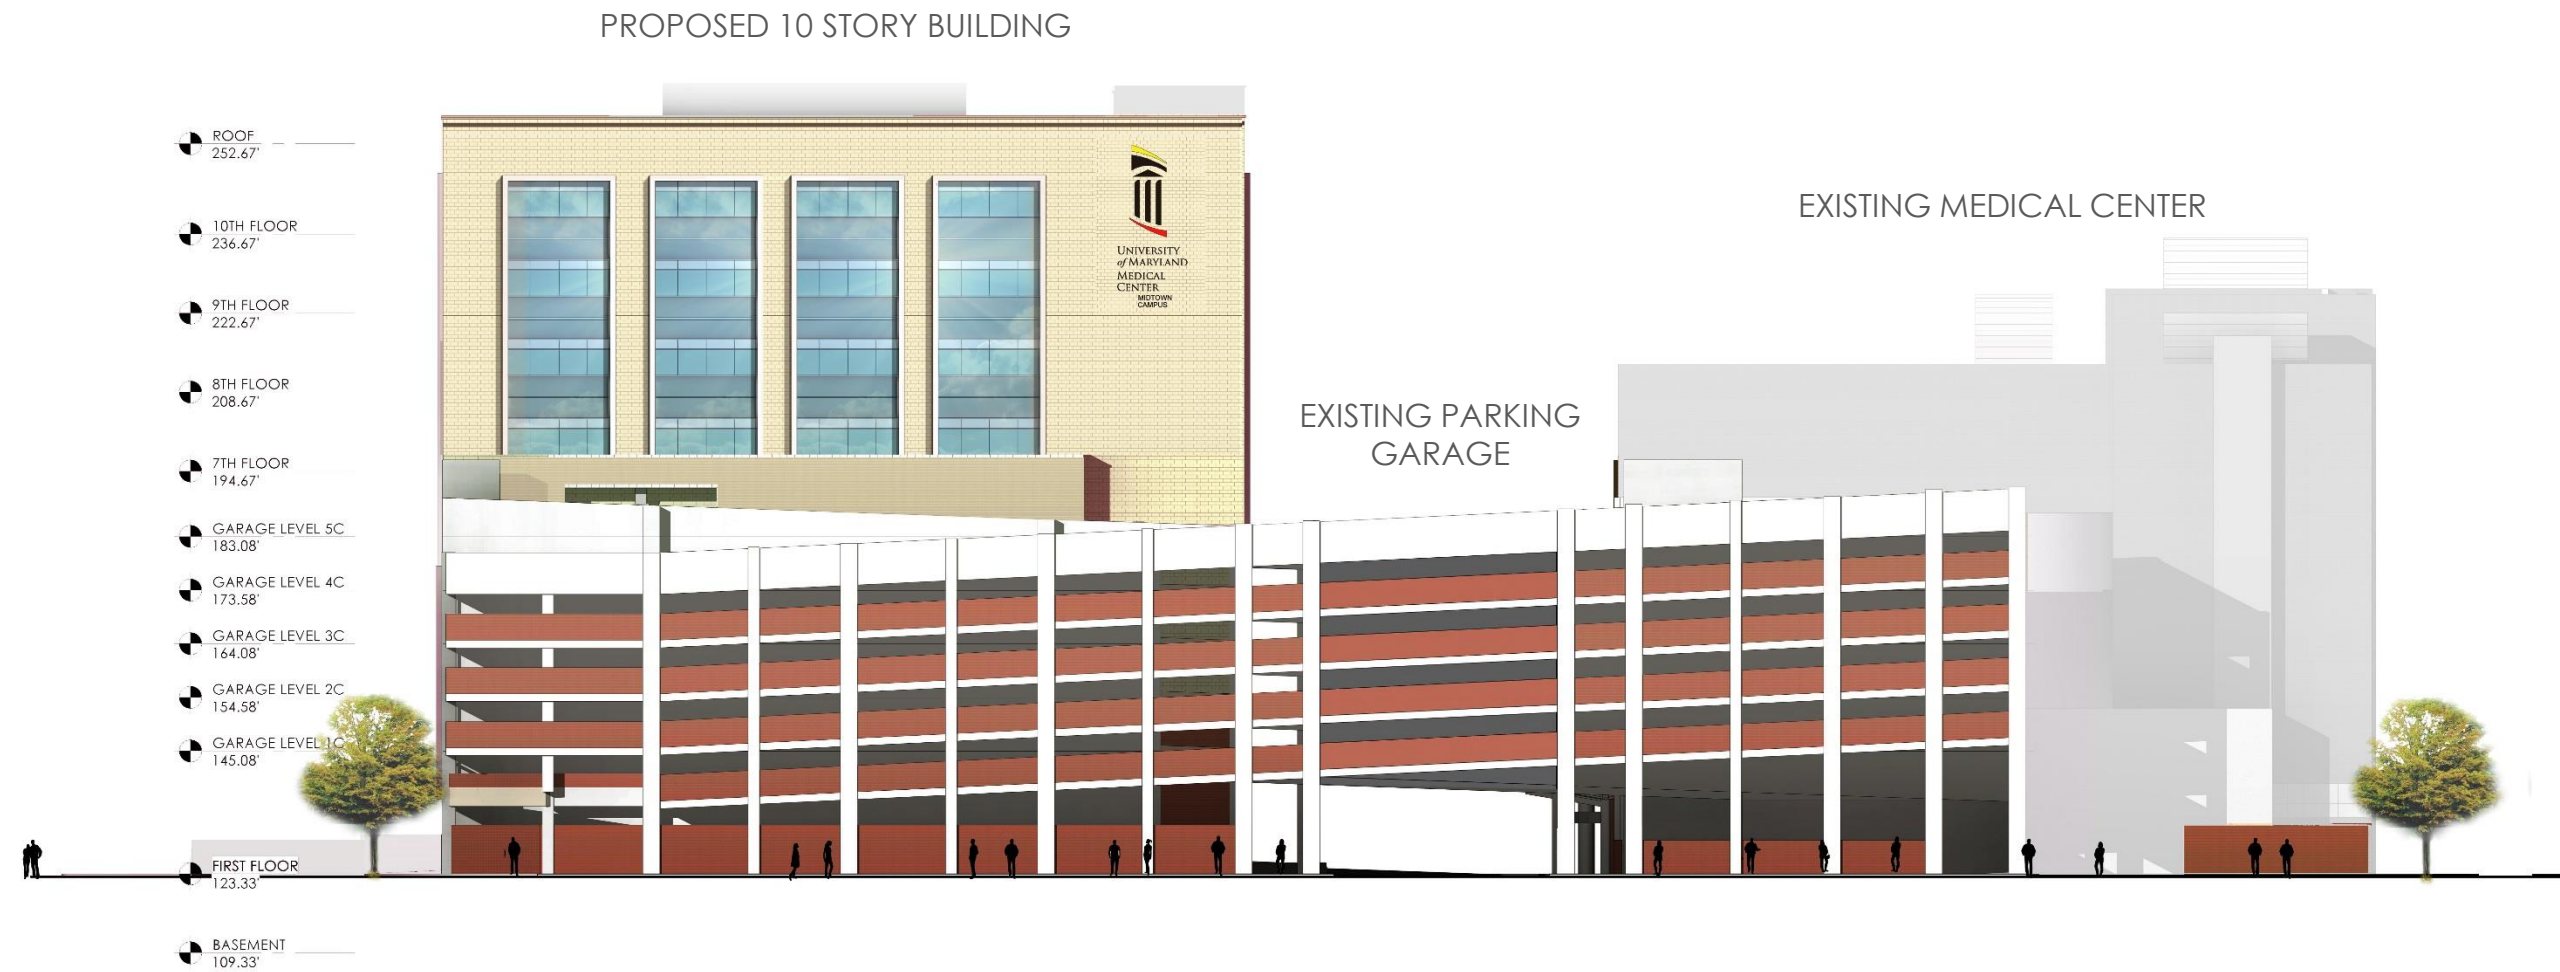 PROPOSED 10 STORY BUILDING
ROOF
252.67'
10TH FLOOR
236.67'
9TH FLOOR
222.67'
8TH FLOOR
208.67'
7TH FLOOR
194.67'
GARAGE LEVEL 5C
183.08'
GARAGE LEVEL 4C
173.58'
GARAGE LEVEL 3C
164.08'
GARAGE LEVEL 2C
154.58'
GARAGE LEVEL 1C
145.08'
FIRST FLOOR
123.33'
BASEMENT
109.33'
UNIVERSITY
of MARYLAND
MEDICAL
CENTER
MIDTOWN
CAMPUS
EXISTING PARKING
GARAGE
EXISTING MEDICAL CENTER